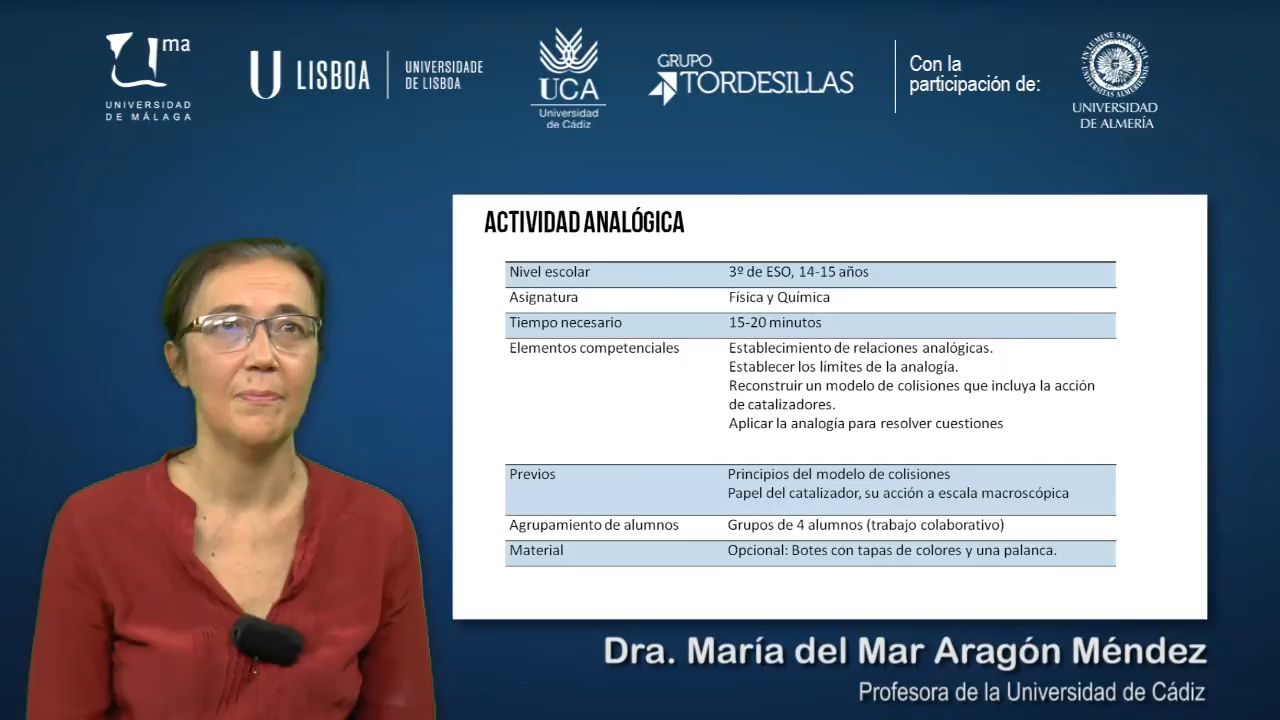 ma
UNIVERSIDAD
DE MÁLAGA
U LISBOA
UNIVERSIDADE
DE LISBOA
UCA
Universidad
de Cádiz
GRUPO
TORDESILLAS
Con la
participación de:
IN LUMINE SAPIENTIA
UNIVERSIDAD
DE ALMERÍA
ACTIVIDAD ANALÓGICA
Nivel escolar 3º de ESO, 14-15 años
Asignatura Física y Química
Tiempo necesario 15-20 minutos
Elementos competenciales Establecimiento de relaciones analógicas.
Establecer los límites de la analogía.
Reconstruir un modelo de colisiones que incluya la acción
de catalizadores.
Aplicar la analogía para resolver cuestiones
Previos Principios del modelo de colisiones
Papel del catalizador, su acción a escala macroscópica
Agrupamiento de alumnos Grupos de 4 alumnos (trabajo colaborativo)
Material Opcional: Botes con tapas de colores y una palanca.
Dra. María del Mar Aragón Méndez
Profesora de la Universidad de Cádiz